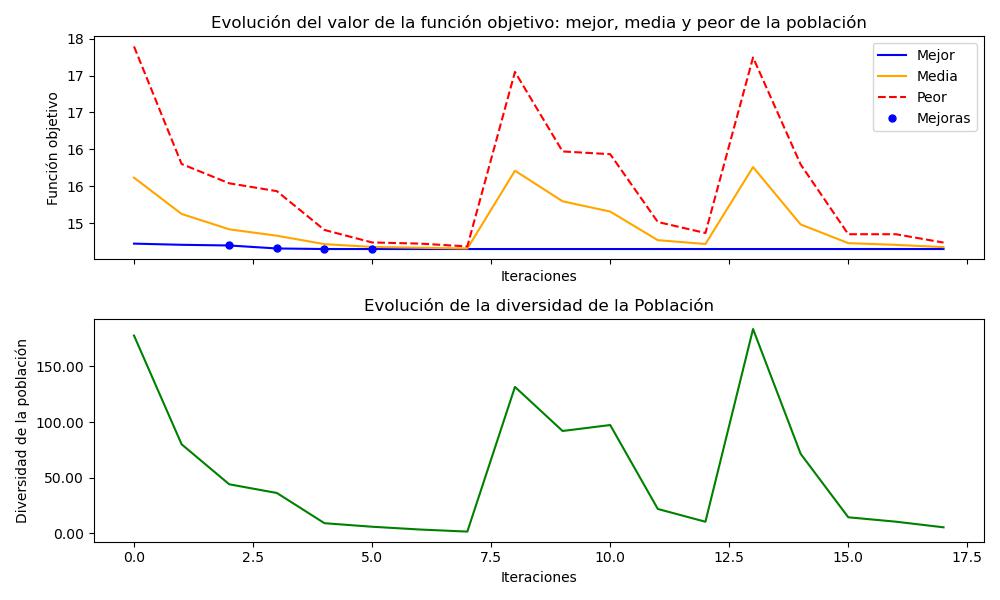 Evolución del valor de la función objetivo: mejor, media y peor de la población
18
17
17
16
16
15
Función objetivo
Mejor
Media
Peor
Mejoras
Iteraciones
Evolución de la diversidad de la Población
150.00
100.00
50.00
0.00
Diversidad de la población
0.0 2.5 5.0 7.5 10.0 12.5 15.0 17.5
Iteraciones